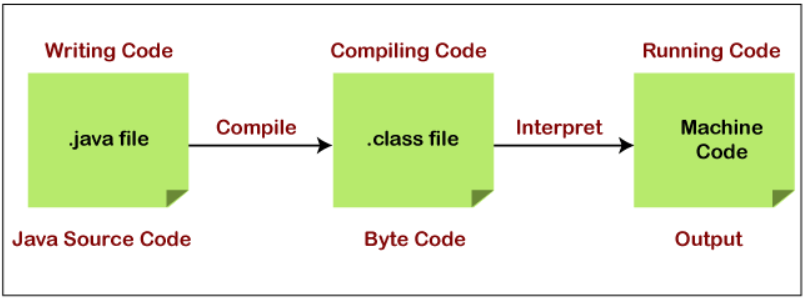 Writing Code
Compiling Code
Running Code
.java file
Compile
.class file
Interpret
Machine
Code
Java Source Code
Byte Code
Output